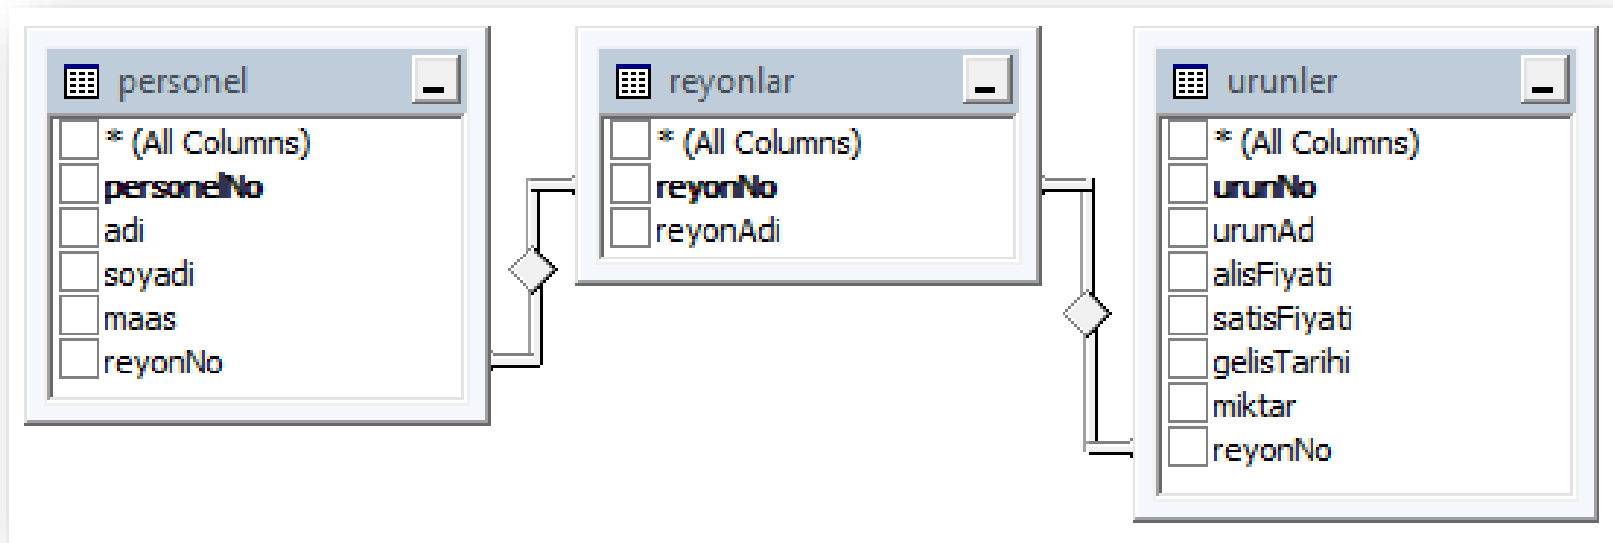 personel
* (All Columns)
personelNo
adi
soyadi
maas
reyonNo
reyonlar
* (All Columns)
reyonNo
reyonAdi
urunler
* (All Columns)
urunNo
urunAd
alisFiyati
satisFiyati
gelisTarihi
miktar
reyonNo